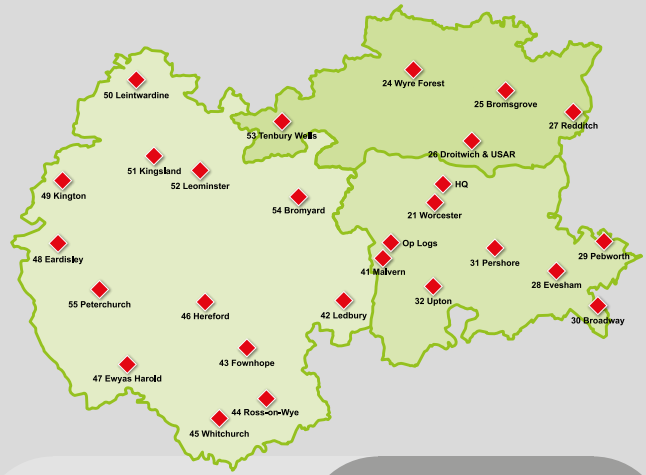 24 Wyre Forest
50 Leintwardine
25 Bromsgrove
27 Redditch
53 Tenbury Wells
26 Droitwich & USAR
51 Kingsland
52 Leominster
HQ
49 Kington
54 Bromyard
21 Worcester
Op Logs
48 Eardisley
31 Pershore
29 Pebworth
41 Malvern
28 Evesham
55 Peterchurch
32 Upton
46 Hereford
42 Ledbury
30 Broadway
43 Fownhope
47 Ewyas Harold
44 Ross-on-Wye
45 Whitchurch